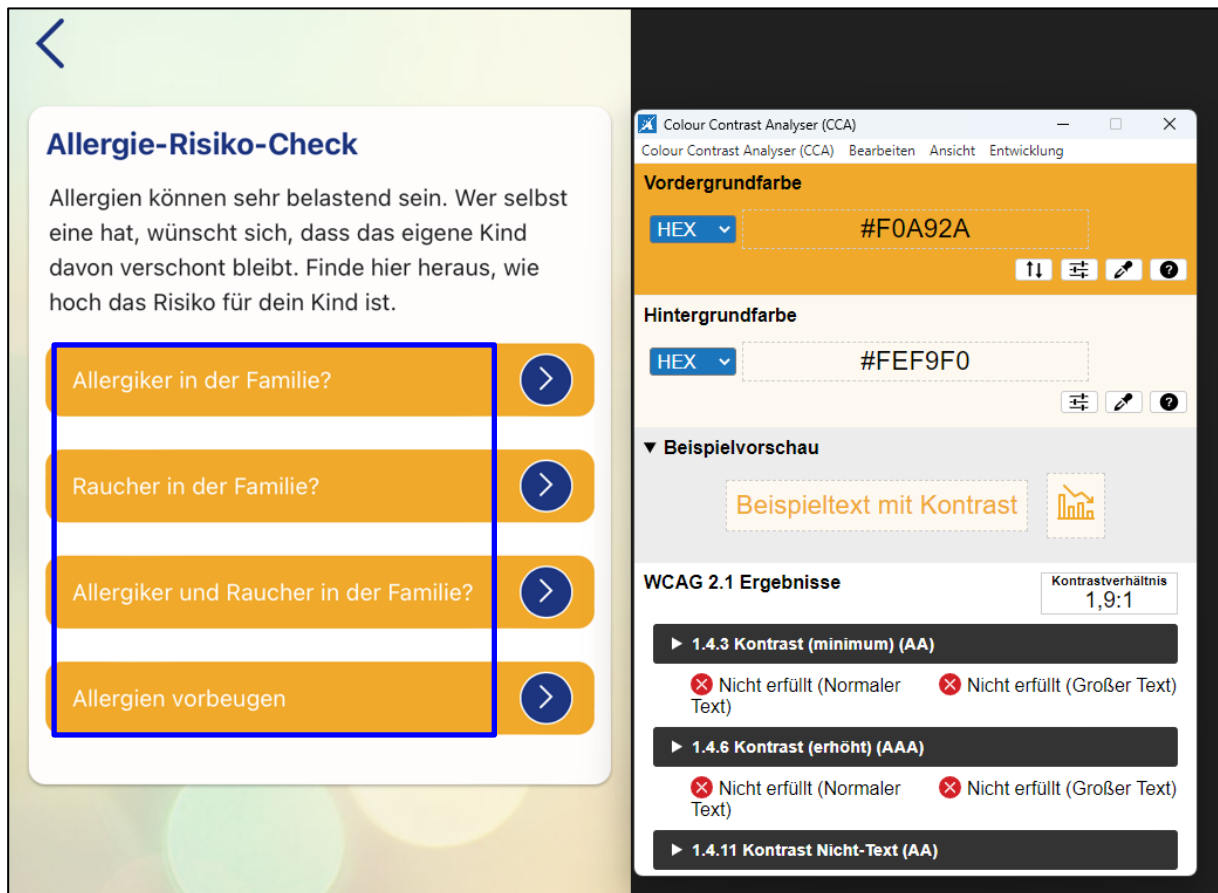 Allergie-Risiko-Check
Allergien können sehr belastend sein. Wer selbst
eine hat, wünscht sich, dass das eigene Kind
davon verschont bleibt. Finde hier heraus, wie
hoch das Risiko für dein Kind ist.
Allergiker in der Familie?
Raucher in der Familie?
Allergiker und Raucher in der Familie?
Allergien vorbeugen
Colour Contrast Analyser (CCA)
Colour Contrast Analyser (CCA) Bearbeiten Ansicht Entwicklung
Vordergrundfarbe
HEX #F0A92A
Hintergrundfarbe
HEX #FEF9F0
▼ Beispielvorschau
Beispieltext mit Kontrast
WCAG 2.1 Ergebnisse
Kontrastverhältnis
1,9:1
▶ 1.4.3 Kontrast (minimum) (AA)
Nicht erfüllt (Normaler Text)
Nicht erfüllt (Großer Text)
▶ 1.4.6 Kontrast (erhöht) (AAA)
Nicht erfüllt (Normaler Text)
Nicht erfüllt (Großer Text)
▶ 1.4.11 Kontrast Nicht-Text (AA)